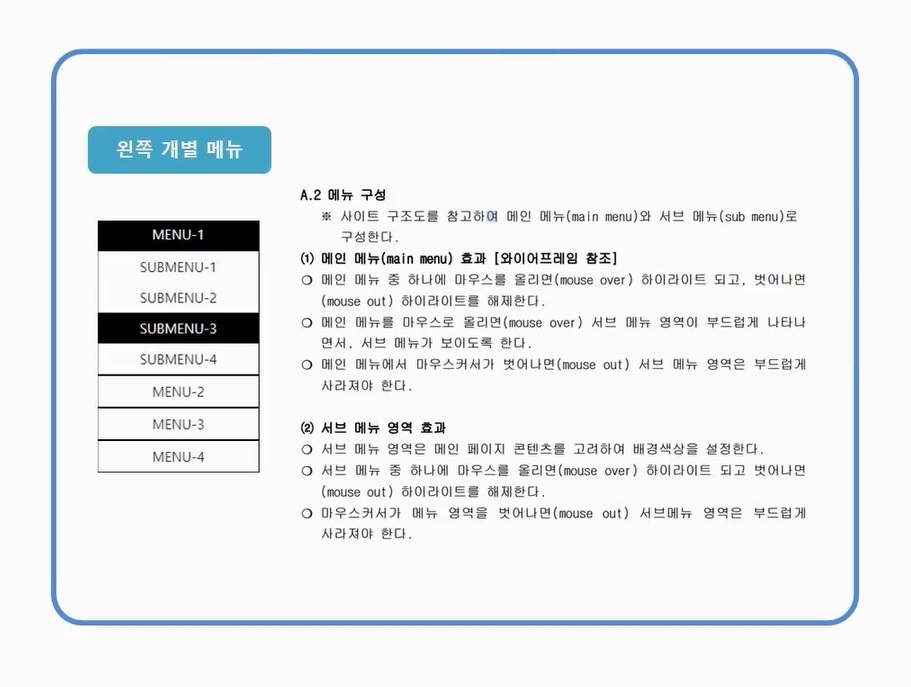 왼쪽 개별 메뉴
MENU-1
SUBMENU-1
SUBMENU-2
SUBMENU-3
SUBMENU-4
MENU-2
MENU-3
MENU-4
A.2 메뉴 구성
※ 사이트 구조도를 참고하여 메인 메뉴(main menu)와 서브 메뉴(sub menu)로
구성한다.
⑴ 메인 메뉴(main menu) 효과 [와이어프레임 참조]
○ 메인 메뉴 중 하나에 마우스를 올리면(mouse over) 하이라이트 되고, 벗어나면
(mouse out) 하이라이트를 해제한다.
○ 메인 메뉴를 마우스로 올리면(mouse over) 서브 메뉴 영역이 부드럽게 나타나
면서, 서브 메뉴가 보이도록 한다.
○ 메인 메뉴에서 마우스커서가 벗어나면(mouse out) 서브 메뉴 영역은 부드럽게
사라져야 한다.
⑵ 서브 메뉴 영역 효과
○ 서브 메뉴 영역은 메인 페이지 콘텐츠를 고려하여 배경색상을 설정한다.
○ 서브 메뉴 중 하나에 마우스를 올리면(mouse over) 하이라이트 되고 벗어나면
(mouse out) 하이라이트를 해제한다.
○ 마우스커서가 메뉴 영역을 벗어나면(mouse out) 서브메뉴 영역은 부드럽게
사라져야 한다.